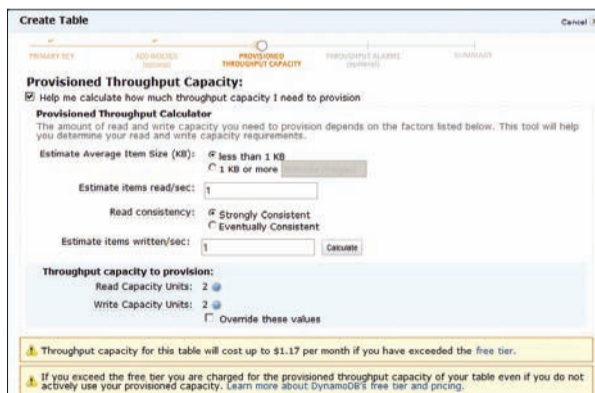 Create Table
Cancel
PRIMARY KEY
ADD INDEXES
(optional)
PROVISIONED
THROUGHPUT CAPACITY
THROUGHPUT ALARMS
(optional)
SUMMARY
Provisioned Throughput Capacity:
Help me calculate how much throughput capacity I need to provision
Provisioned Throughput Calculator
The amount of read and write capacity you need to provision depends on the factors listed below. This tool will help
you determine your read and write capacity requirements.
Estimate Average Item Size (KB):
less than 1 KB
1 KB or more
Estimate items read/sec: 1
Read consistency:
Strongly Consistent
Eventually Consistent
Estimate items written/sec: 1 Calculate
Throughput capacity to provision:
Read Capacity Units: 2
Write Capacity Units: 2
Override these values
Throughput capacity for this table will cost up to $1.17 per month if you have exceeded the free tier.
If you exceed the free tier you are charged for the provisioned throughput capacity of your table even if you do not
actively use your provisioned capacity. Learn more about DynamoDB's free tier and pricing.